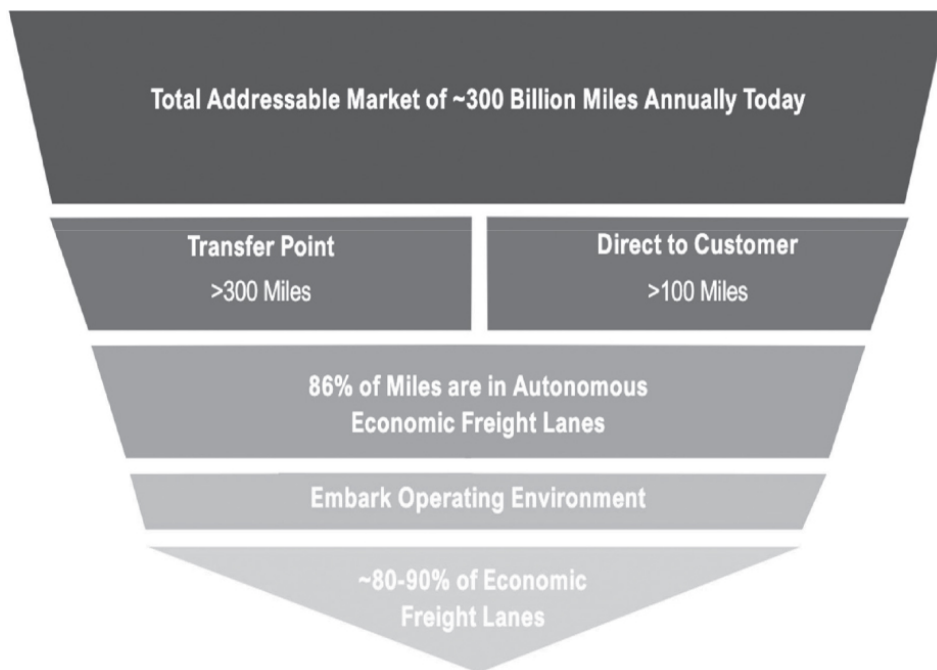 Total Addressable Market of ~300 Billion Miles Annually Today
Transfer Point
>300 Miles
Direct to Customer
>100 Miles
86% of Miles are in Autonomous
Economic Freight Lanes
Embark Operating Environment
~80-90% of Economic
Freight Lanes